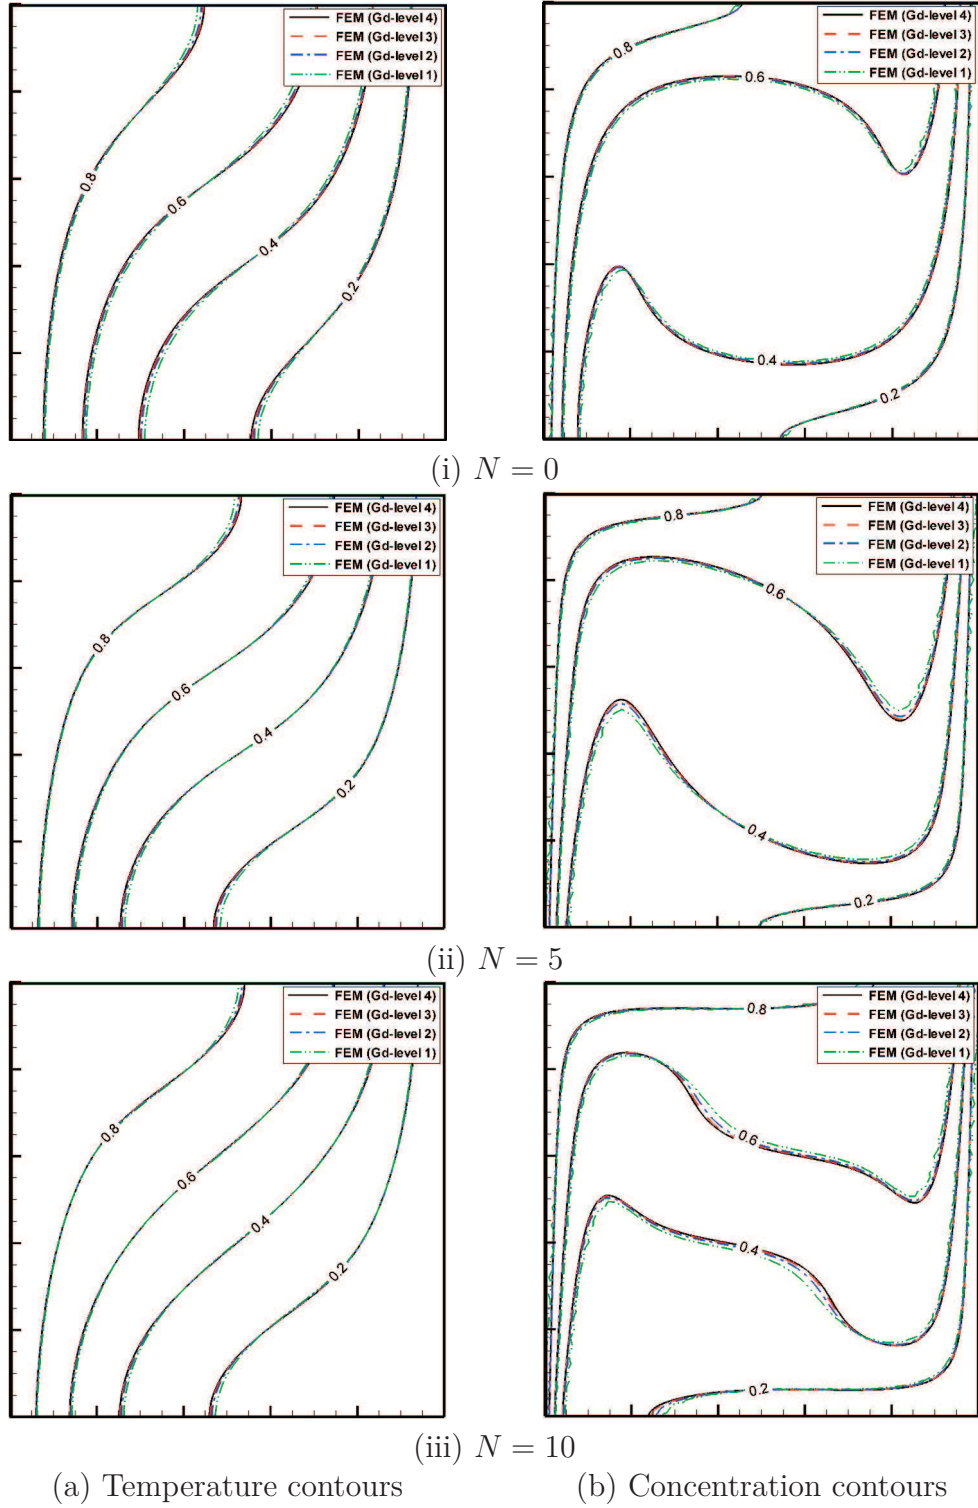 FEM (Gd-level 4)
FEM (Gd-level 3)
FEM (Gd-level 2)
FEM (Gd-level 1)
0.8
0.6
0.4
0.2
FEM (Gd-level 4)
FEM (Gd-level 3)
FEM (Gd-level 2)
FEM (Gd-level 1)
0.8
0.6
0.4
0.2
(i) N = 0
FEM (Gd-level 4)
FEM (Gd-level 3)
FEM (Gd-level 2)
FEM (Gd-level 1)
0.8
0.6
0.4
0.2
FEM (Gd-level 4)
FEM (Gd-level 3)
FEM (Gd-level 2)
FEM (Gd-level 1)
0.8
0.6
0.4
0.2
(ii) N = 5
FEM (Gd-level 4)
FEM (Gd-level 3)
FEM (Gd-level 2)
FEM (Gd-level 1)
0.8
0.6
0.4
0.2
FEM (Gd-level 4)
FEM (Gd-level 3)
FEM (Gd-level 2)
FEM (Gd-level 1)
0.8
0.6
0.4
0.2
(iii) N = 10
(a) Temperature contours
(b) Concentration contours